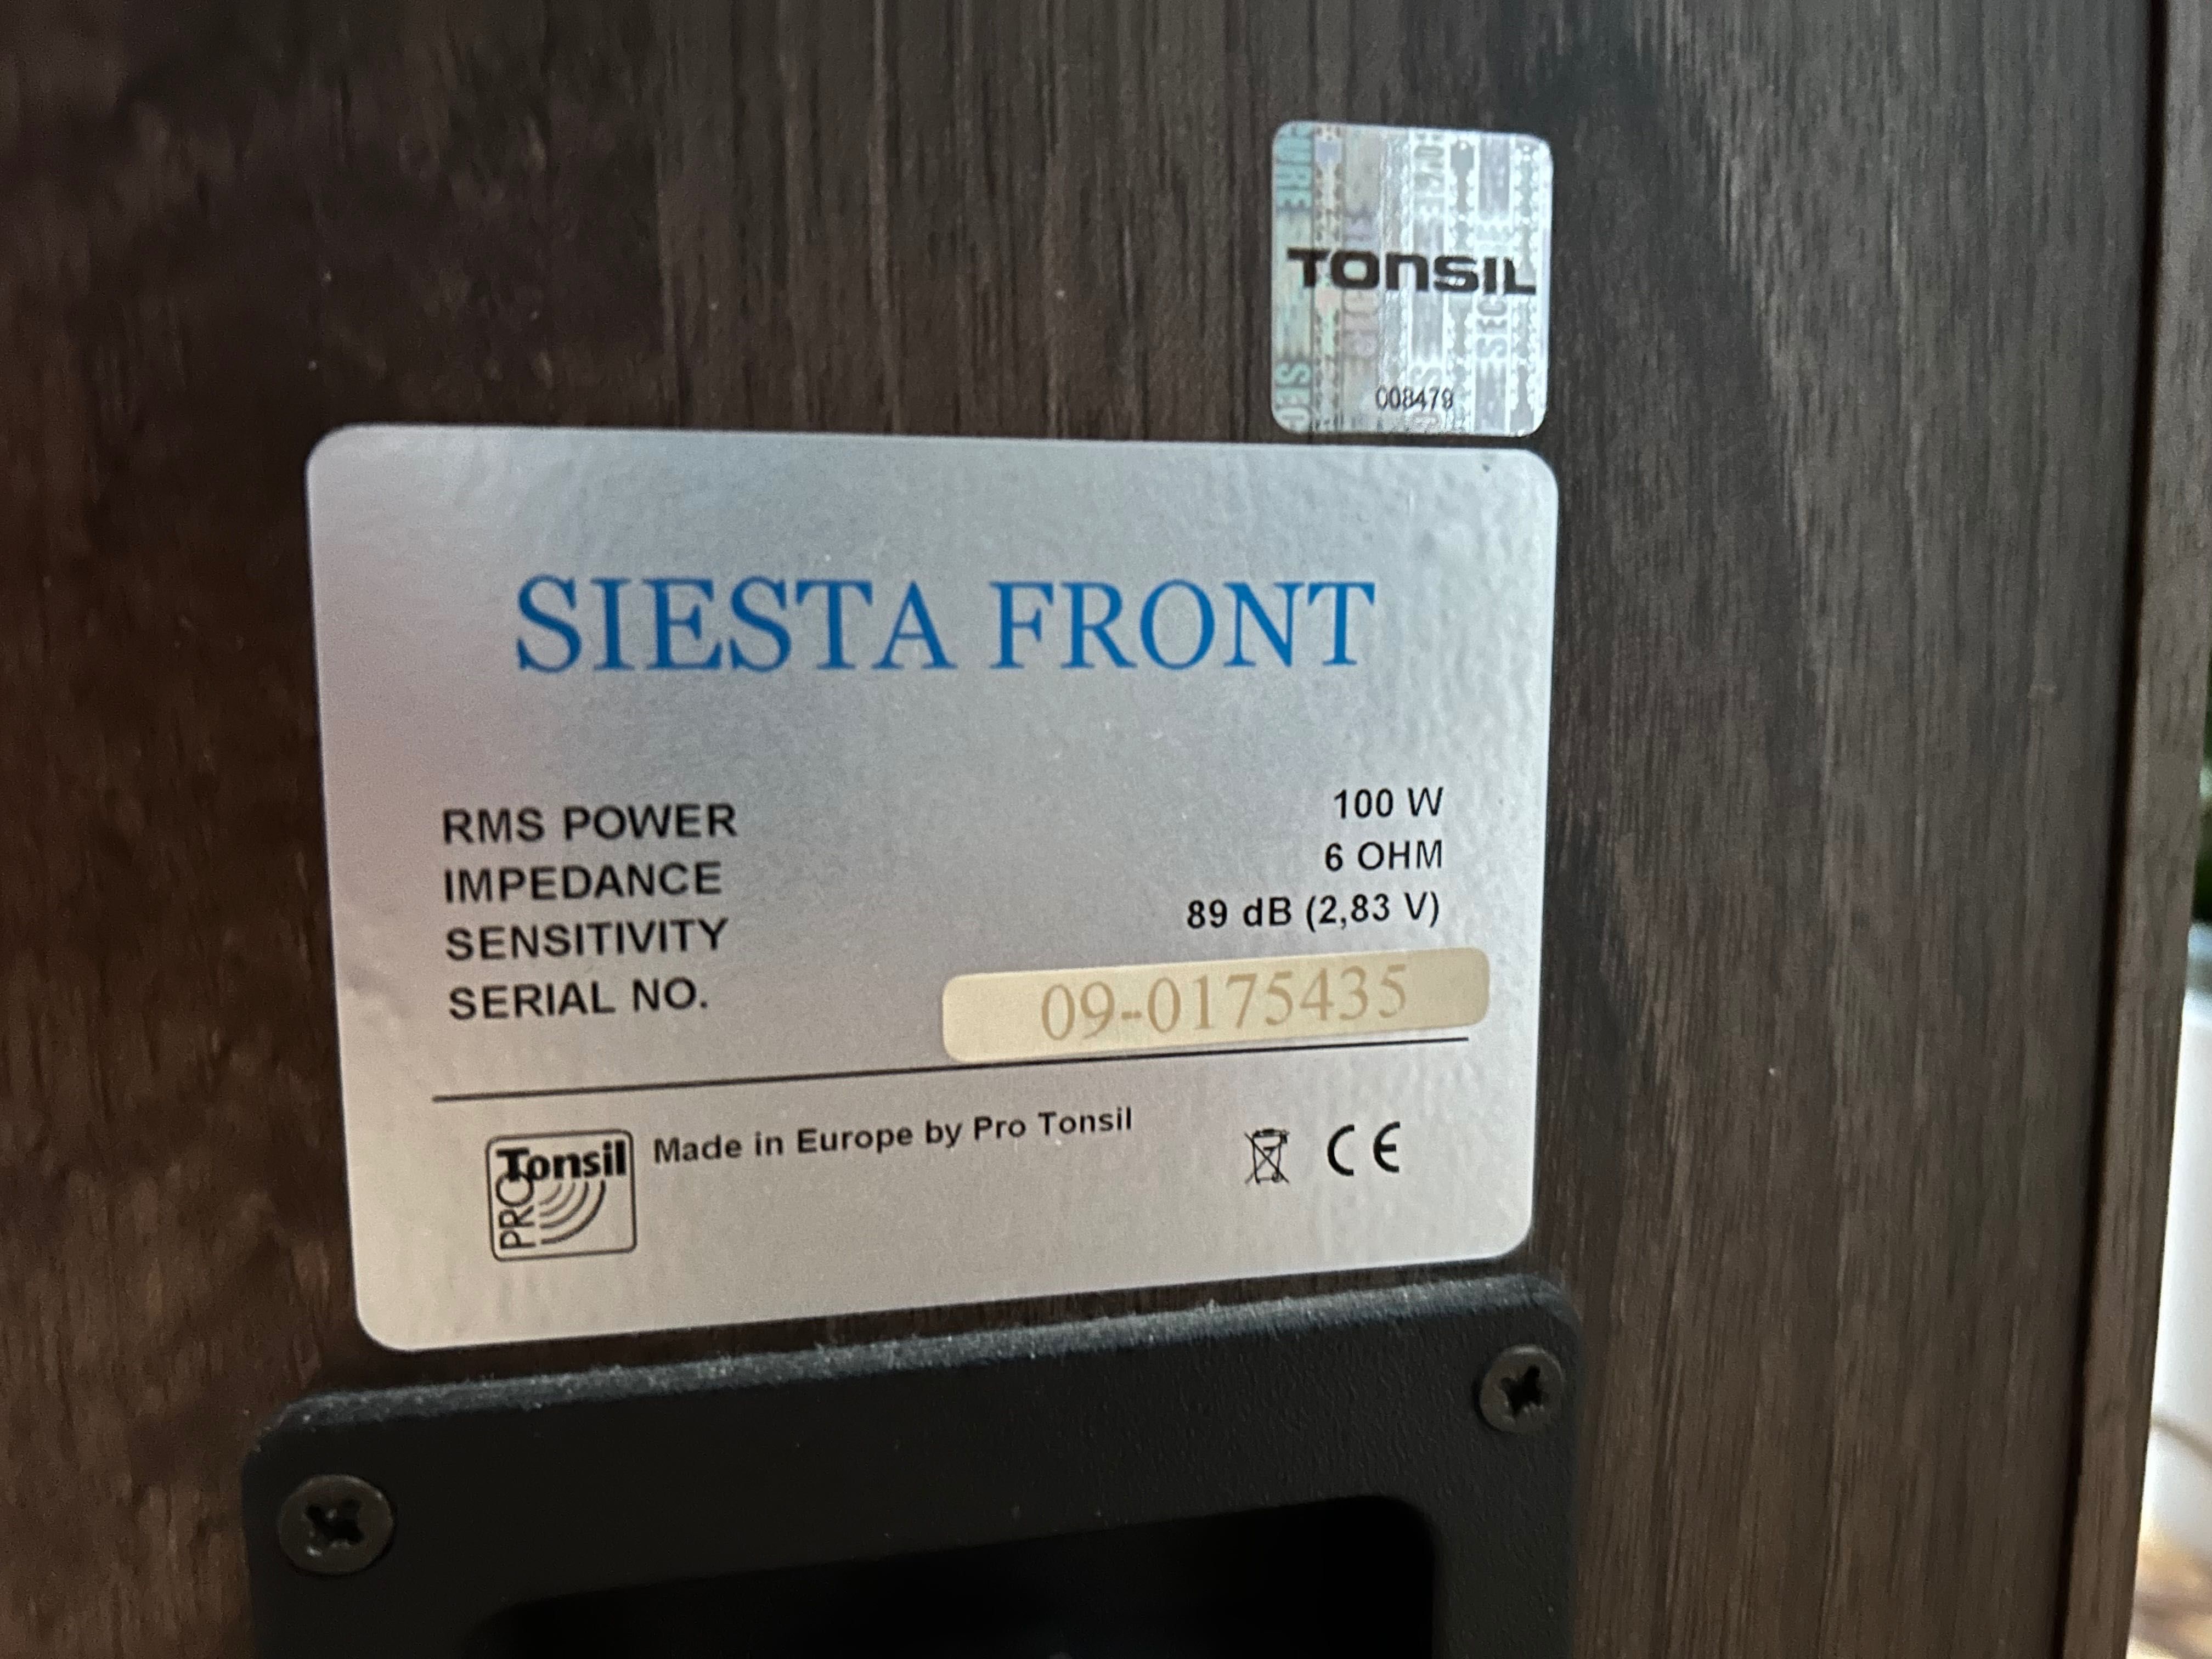 TONSIL
008479
SIESTA FRONT
RMS POWER 100 W
IMPEDANCE 6 OHM
SENSITIVITY 89 dB (2,83 V)
SERIAL NO. 09-0175435
PRO Tonsil
Made in Europe by Pro Tonsil
CE